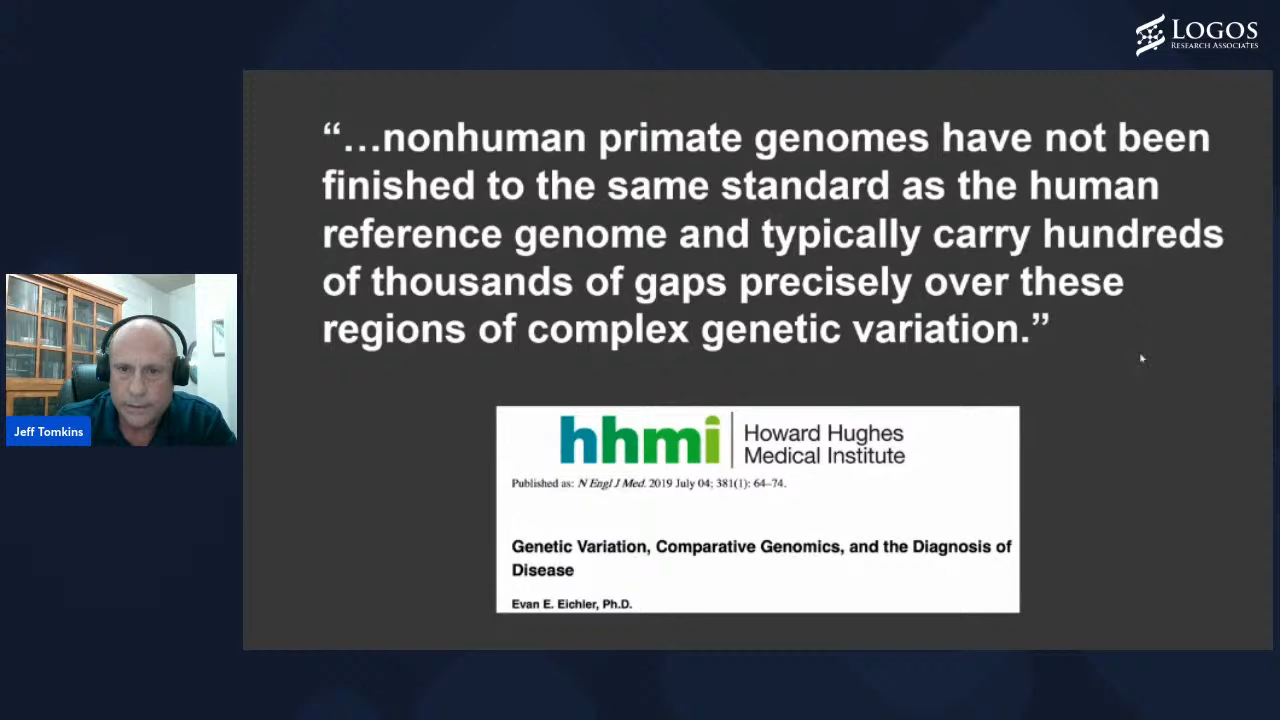 LOGOS
RESEARCH ASSOCIATES
“…nonhuman primate genomes have not been
finished to the same standard as the human
reference genome and typically carry hundreds
of thousands of gaps precisely over these
regions of complex genetic variation.”
Jeff Tomkins
hhmi
Howard Hughes
Medical Institute
Published as: N Engl J Med. 2019 July 04; 381(1): 64–74.
Genetic Variation, Comparative Genomics, and the Diagnosis of
Disease
Evan E. Eichler, Ph.D.